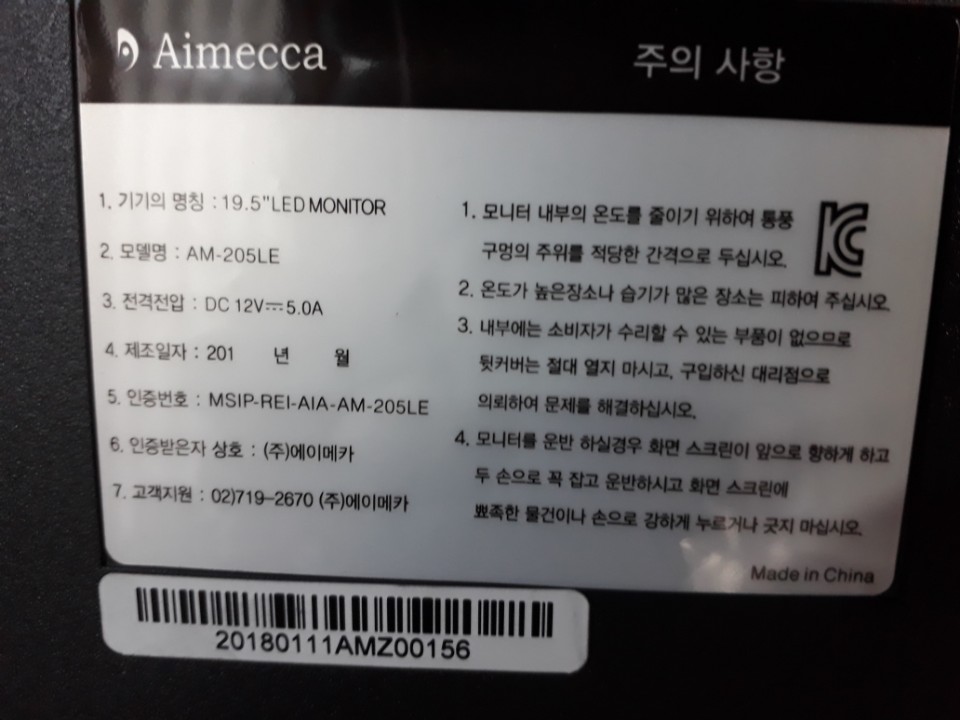 Aimecca
주의 사항
1. 기기의 명칭 : 19.5"LED MONITOR
2. 모델명 : AM-205LE
3. 전격전압 : DC 12V⎓5.0A
4. 제조일자 : 201 년 월
5. 인증번호 : MSIP-REI-AIA-AM-205LE
6. 인증받은자 상호 : (주)에이메카
7. 고객지원 : 02)719-2670 (주)에이메카
1. 모니터 내부의 온도를 줄이기 위하여 통풍
구멍의 주위를 적당한 간격으로 두십시오.
2. 온도가 높은장소나 습기가 많은 장소는 피하여 주십시오.
3. 내부에는 소비자가 수리할 수 있는 부품이 없으므로
뒷커버는 절대 열지 마시고, 구입하신 대리점으로
의뢰하여 문제를 해결하십시오.
4. 모니터를 운반 하실경우 화면 스크린이 앞으로 향하게 하고
두 손으로 꼭 잡고 운반하시고 화면 스크린에
뾰족한 물건이나 손으로 강하게 누르거나 긋지 마십시오.
KC
Made in China
20180111AMZ00156